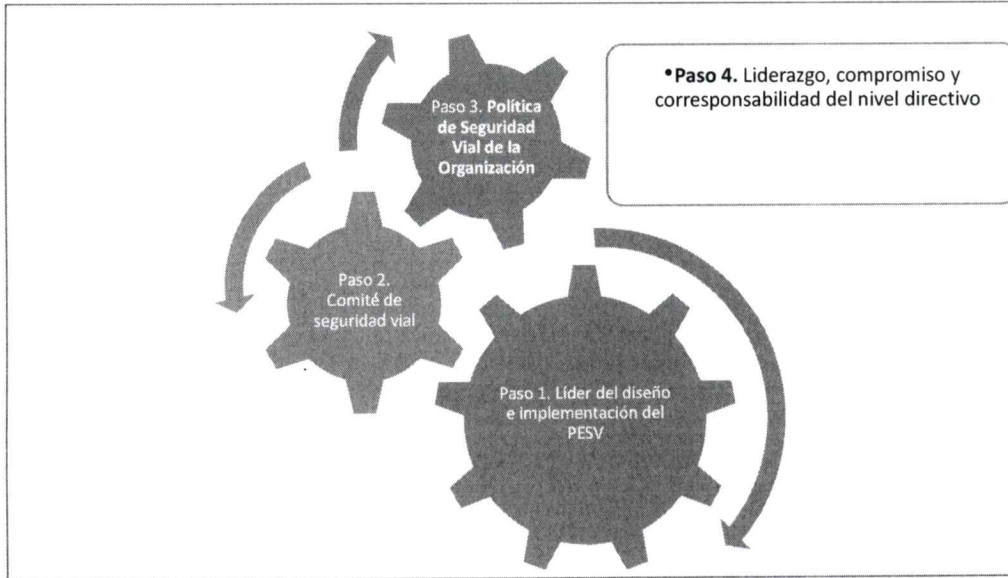 Paso 3. Política
de Seguridad
Vial de la
Organización
•Paso 4. Liderazgo, compromiso y
corresponsabilidad del nivel directivo
Paso 2.
Comité de
seguridad vial
Paso 1. Líder del diseño
e implementación del
PESV